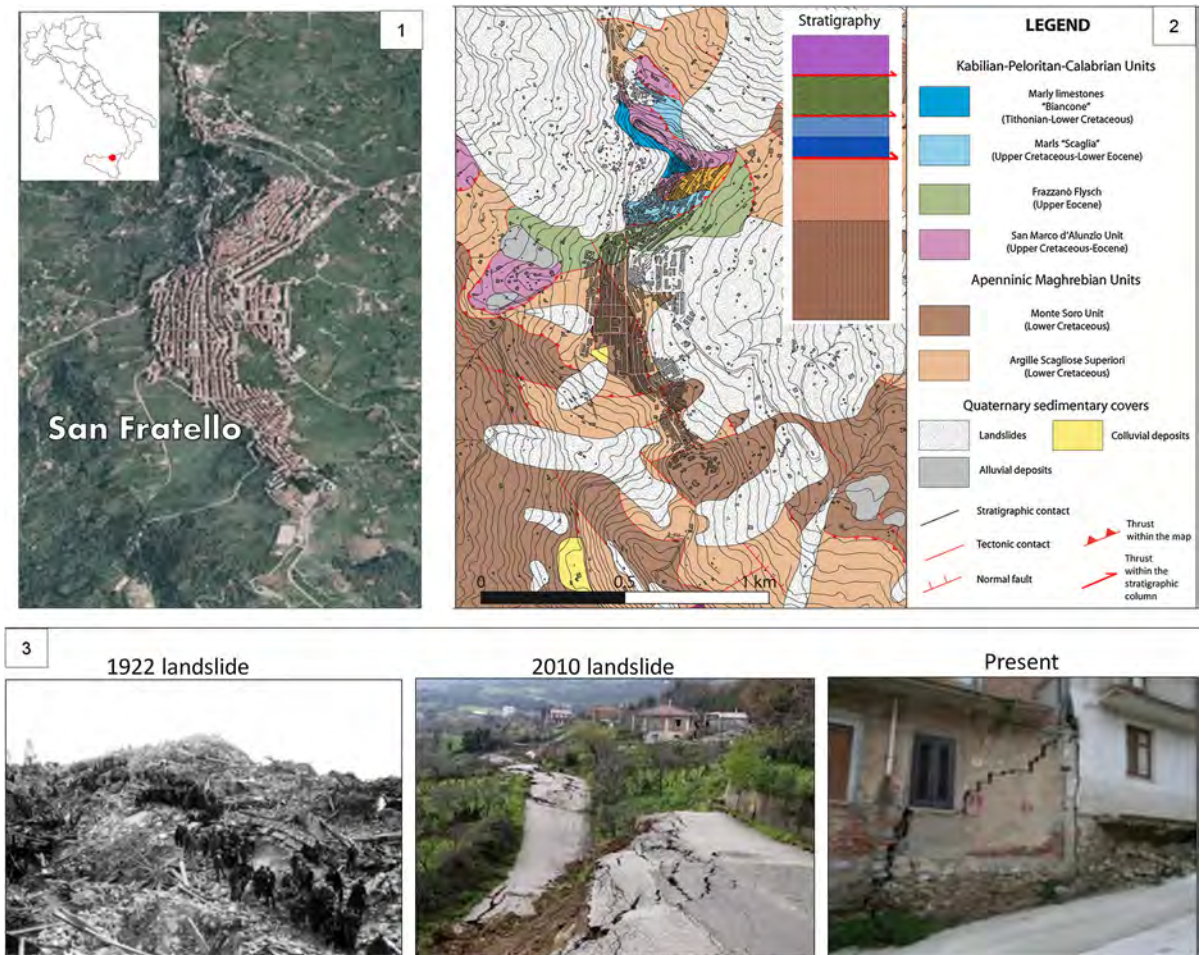 1
San Fratello
2
Stratigraphy
0
0.5
1 km
LEGEND
Kabilian-Peloritan-Calabrian Units
Marly limestones
"Biancone"
(Tithonian-Lower Cretaceous)
Marls "Scaglia"
(Upper Cretaceous-Lower Eocene)
Frazzanò Flysch
(Upper Eocene)
San Marco d'Alunzio Unit
(Upper Cretaceous-Eocene)
Apenninic Maghrebian Units
Monte Soro Unit
(Lower Cretaceous)
Argille Scagliose Superiori
(Lower Cretaceous)
Quaternary sedimentary covers
Landslides
Colluvial deposits
Alluvial deposits
Stratigraphic contact
Tectonic contact
Normal fault
Thrust
within the map
Thrust
within the
stratigraphic
column
3
1922 landslide
2010 landslide
Present